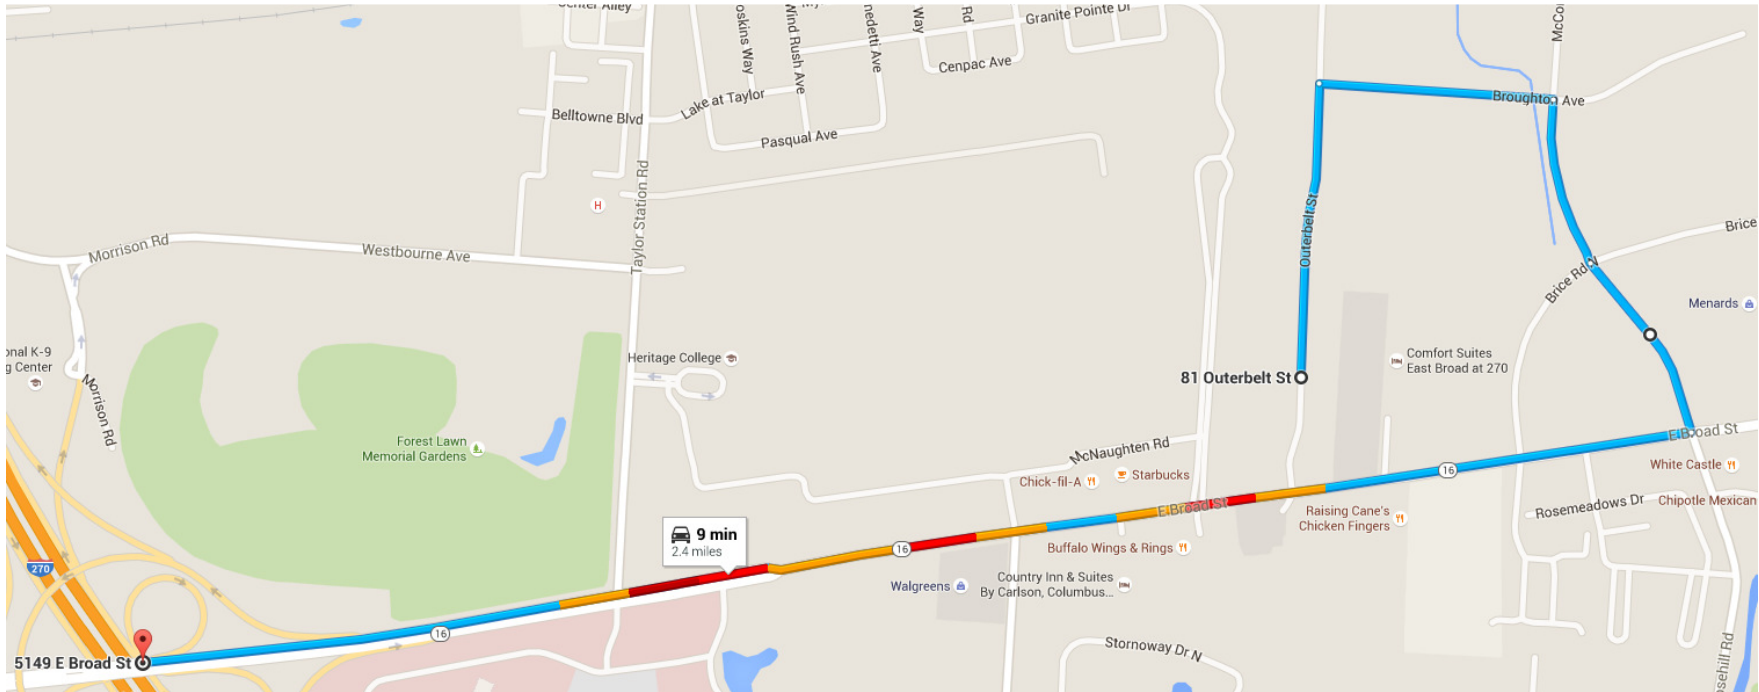 Center Alley
Granite Pointe Dr
Way
Rd
Cenpac Ave
Wind Rush Ave
Lake at Taylor
Belltowne Blvd
Pasqual Ave
Broughton Ave
Taylor Station Rd
H
Outerbelt St
Morrison Rd
Westbourne Ave
Brice
Brice Rd N
Menards
Heritage College
Comfort Suites
East Broad at 270
81 Outerbelt St
Morrison Rd
Forest Lawn
Memorial Gardens
McNaughten Rd
E Broad St
White Castle
Chick-fil-A
Starbucks
16
Rosemeadows Dr
Chipotle Mexican
E Broad St
Raising Cane's
Chicken Fingers
9 min
2.4 miles
16
Buffalo Wings & Rings
270
Walgreens
Country Inn & Suites
By Carlson, Columbus...
16
Stornoway Dr N
5149 E Broad St